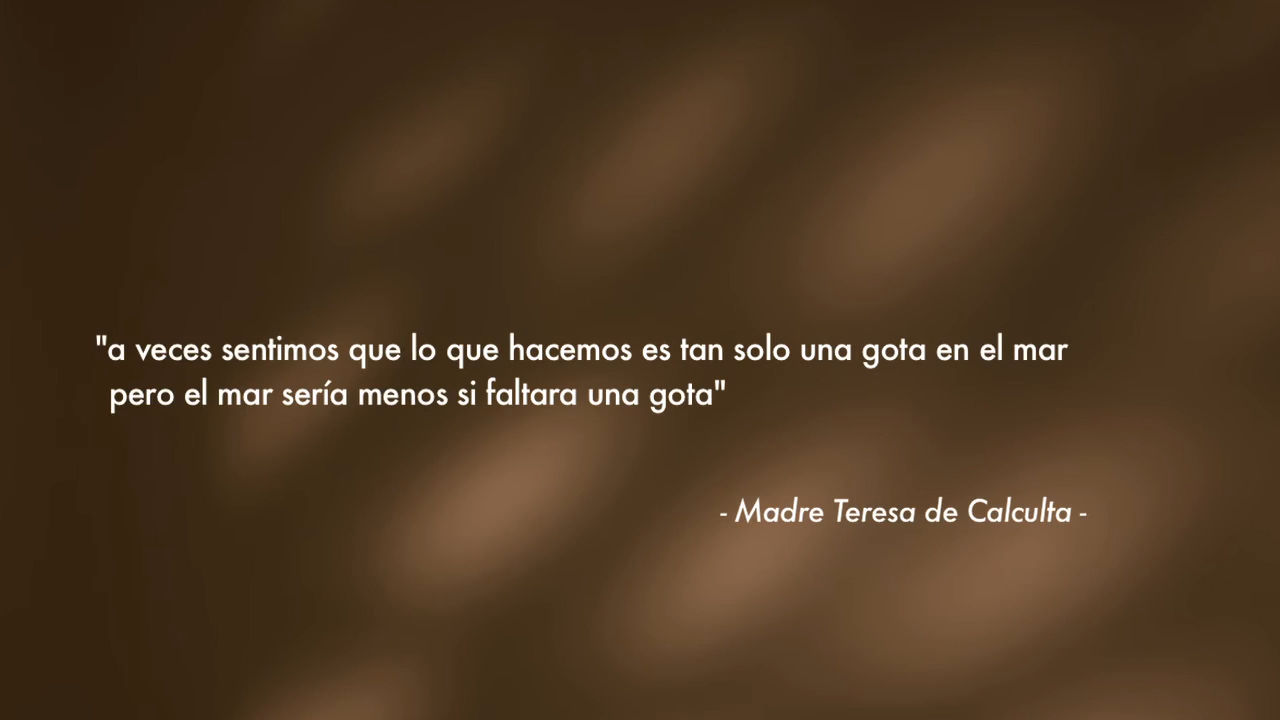 "a veces sentimos que lo que hacemos es tan solo una gota en el mar
pero el mar sería menos si faltara una gota"
- Madre Teresa de Calculta -